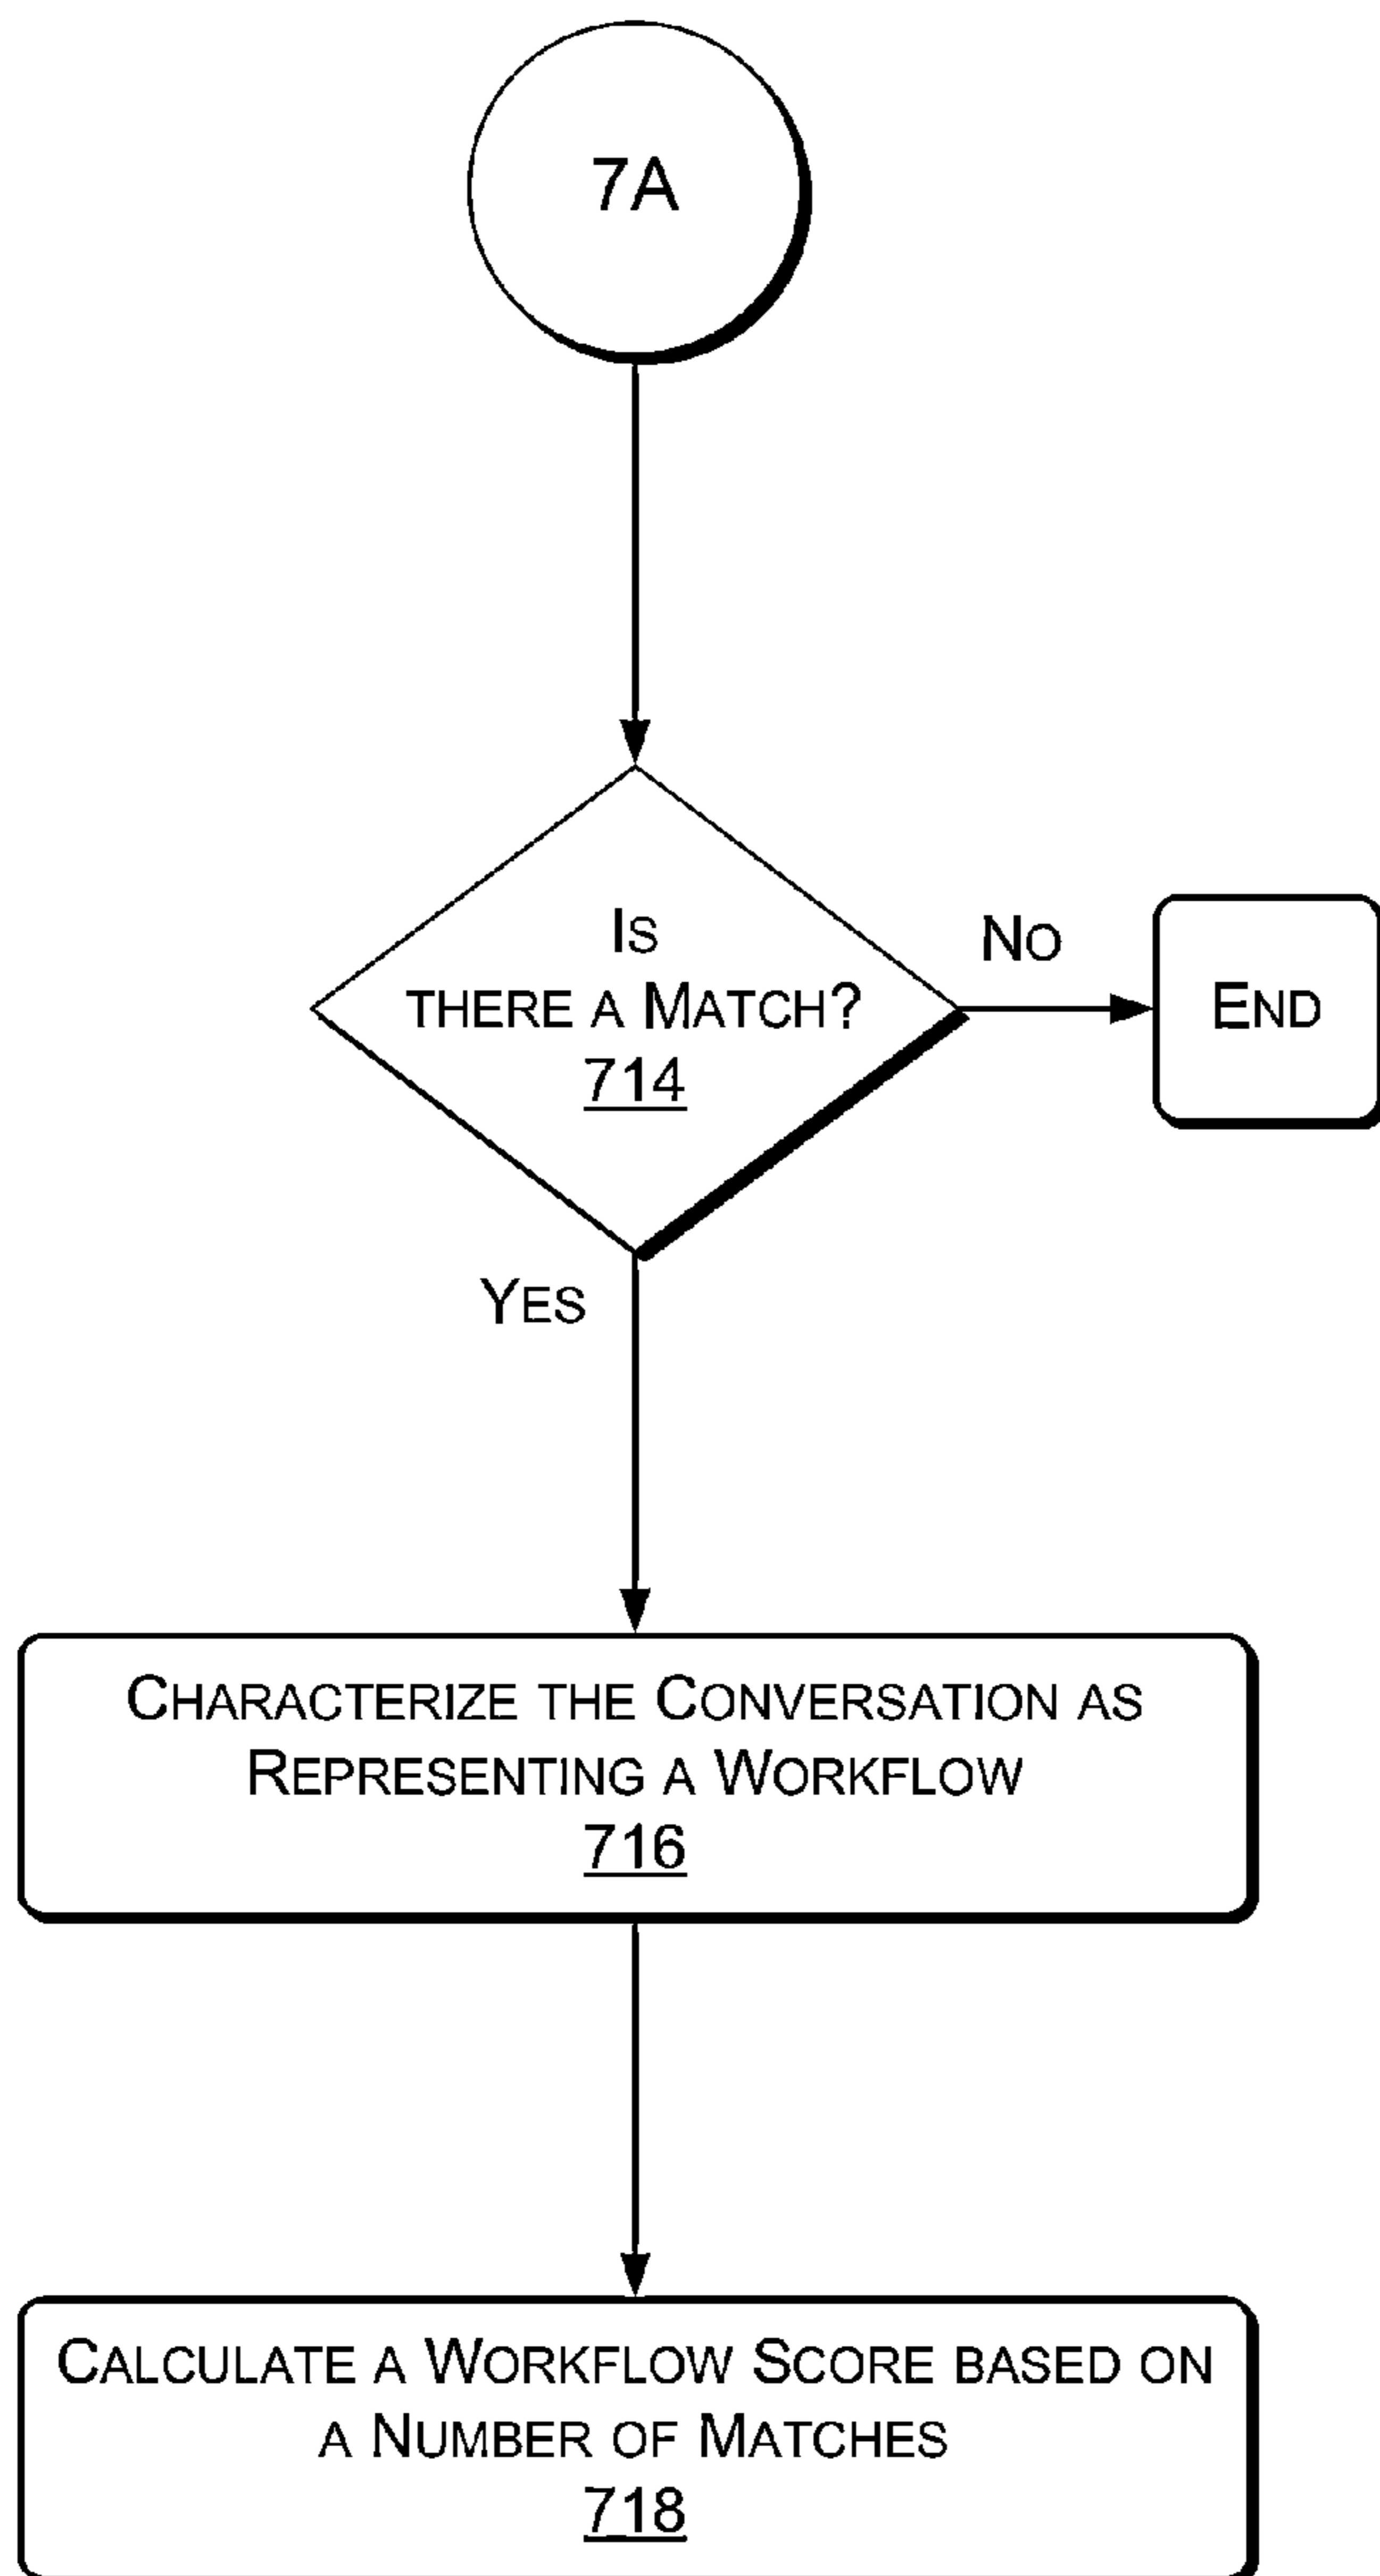 7A
Is
there a Match?
714
No
End
Yes
Characterize the Conversation as
Representing a Workflow
716
Calculate a Workflow Score based on
a Number of Matches
718